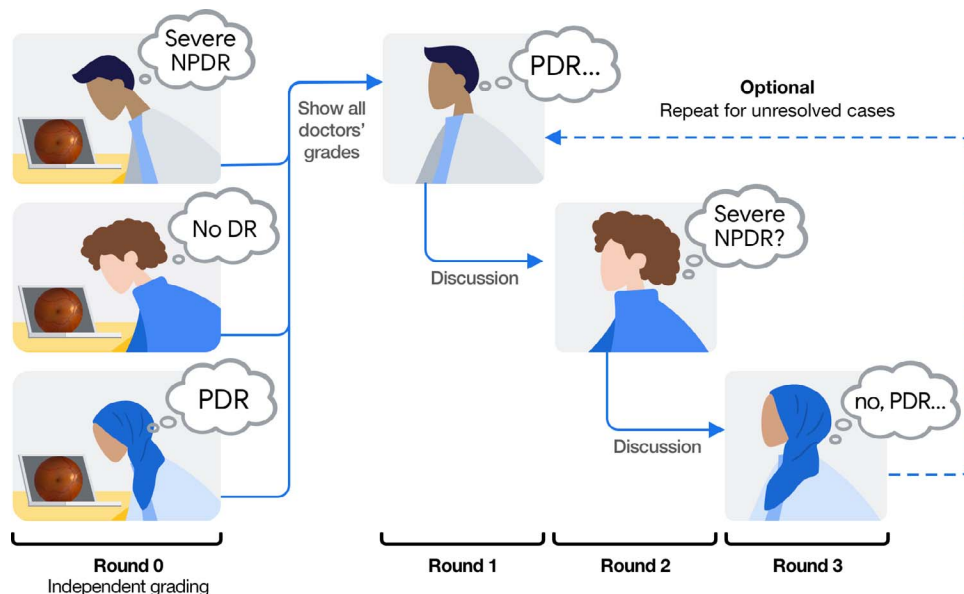 Severe
NPDR
No DR
PDR
Show all
doctors'
grades
PDR...
Optional
Repeat for unresolved cases
Discussion
Severe
NPDR?
Discussion
no, PDR...
Round 0
Independent grading
Round 1
Round 2
Round 3